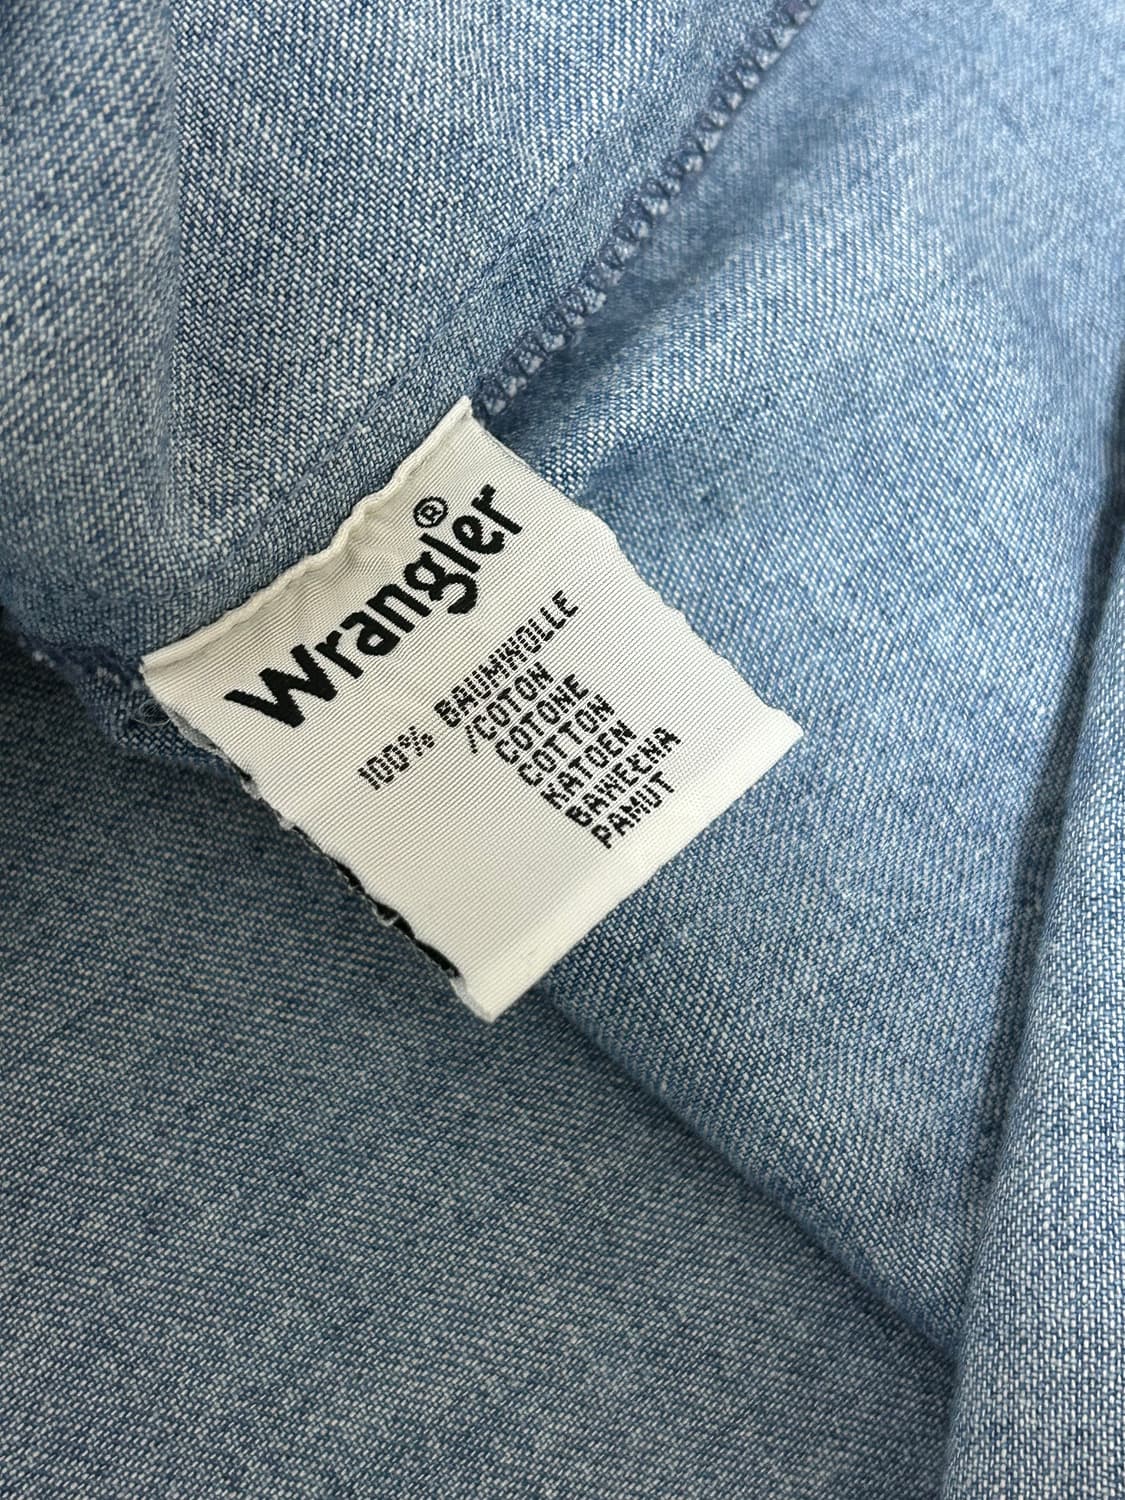 Wrangler®
100% BAUMWOLLE
/COTON
COTONE
COTTON
KATOEN
BAWEŁNA
PAMUT